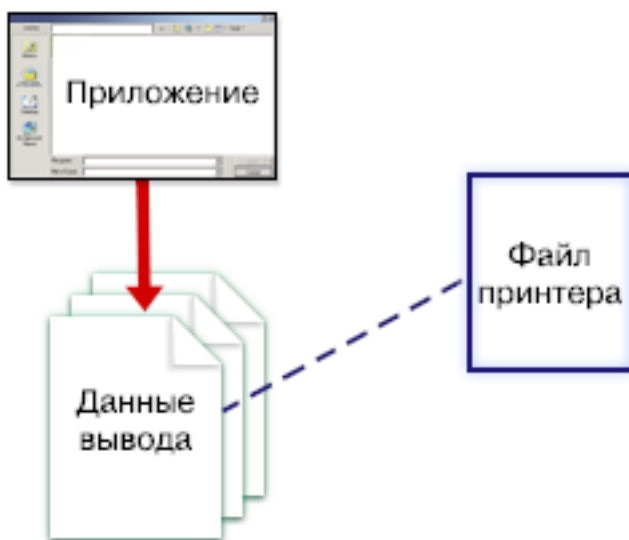 Приложение
Данные
вывода
Файл
принтера